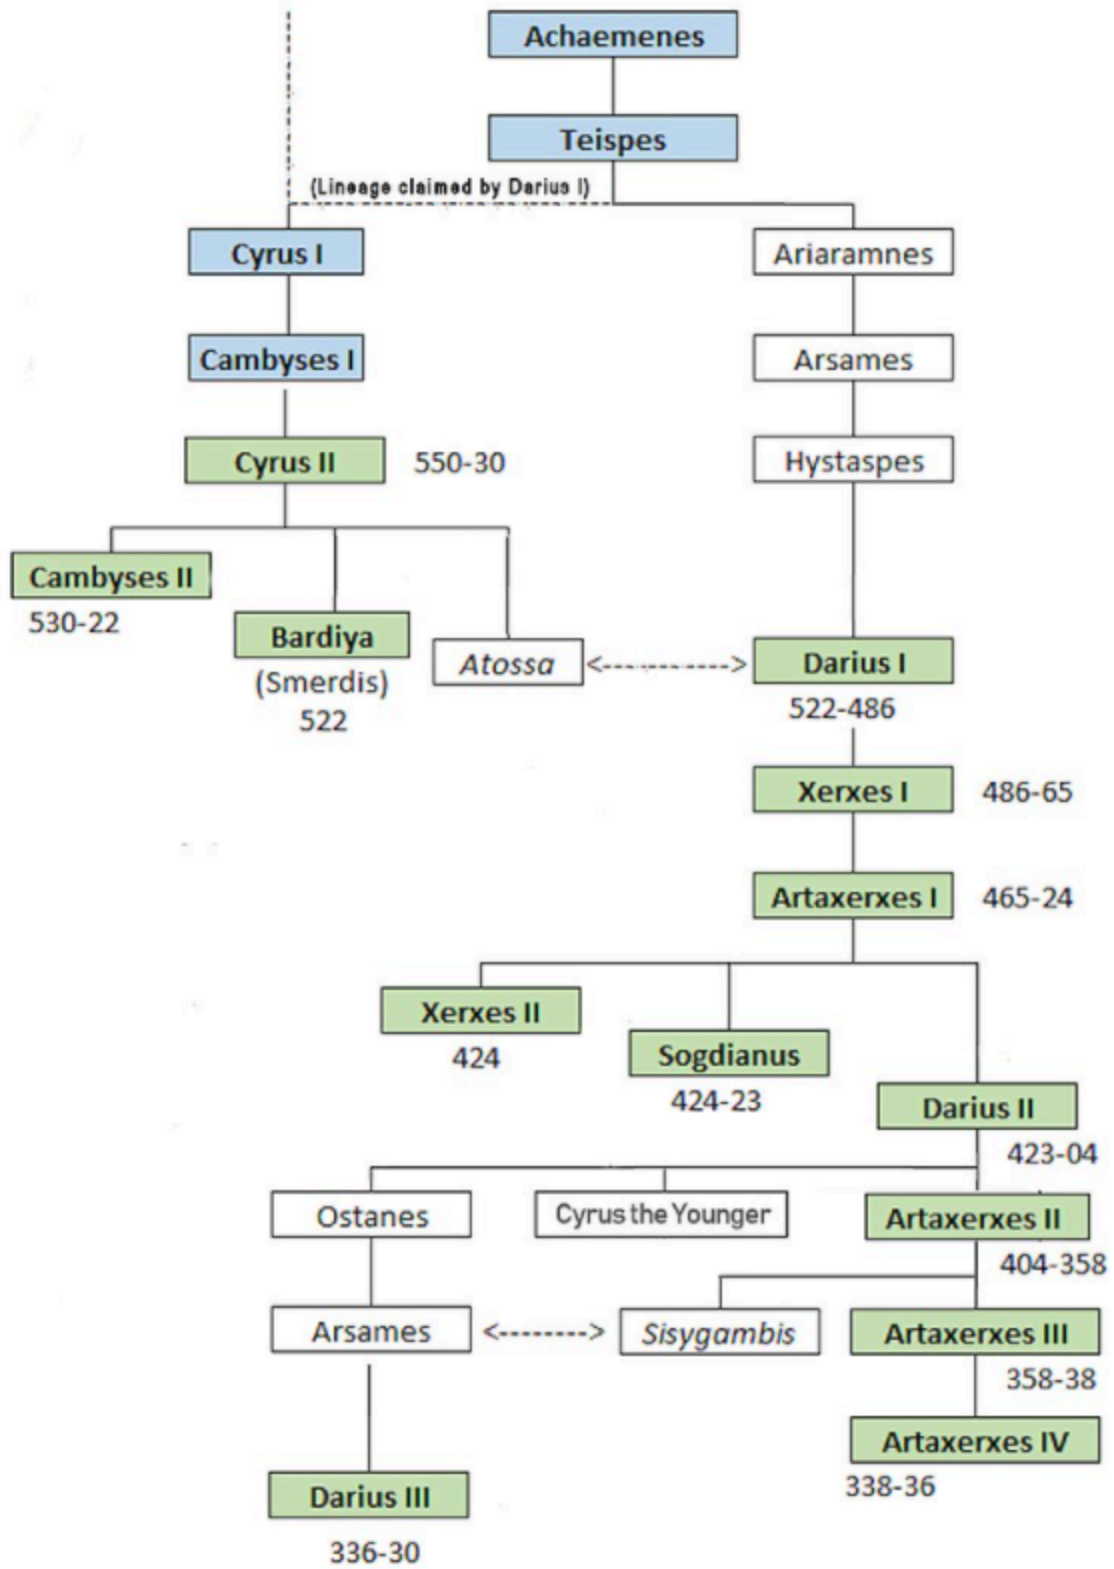 Achaemenes
Teispes
(Lineage claimed by Darius I)
Cyrus I
Ariaramnes
Cambyses I
Arsames
Cyrus II
550-30
Hystaspes
Cambyses II
530-22
Bardiya
(Smerdis)
522
Atossa
<---------->
Darius I
522-486
Xerxes I
486-65
Artaxerxes I
465-24
Xerxes II
424
Sogdianus
424-23
Darius II
423-04
Ostanes
Cyrus the Younger
Artaxerxes II
404-358
Arsames
<-------->
Sisygambis
Artaxerxes III
358-38
Artaxerxes IV
338-36
Darius III
336-30